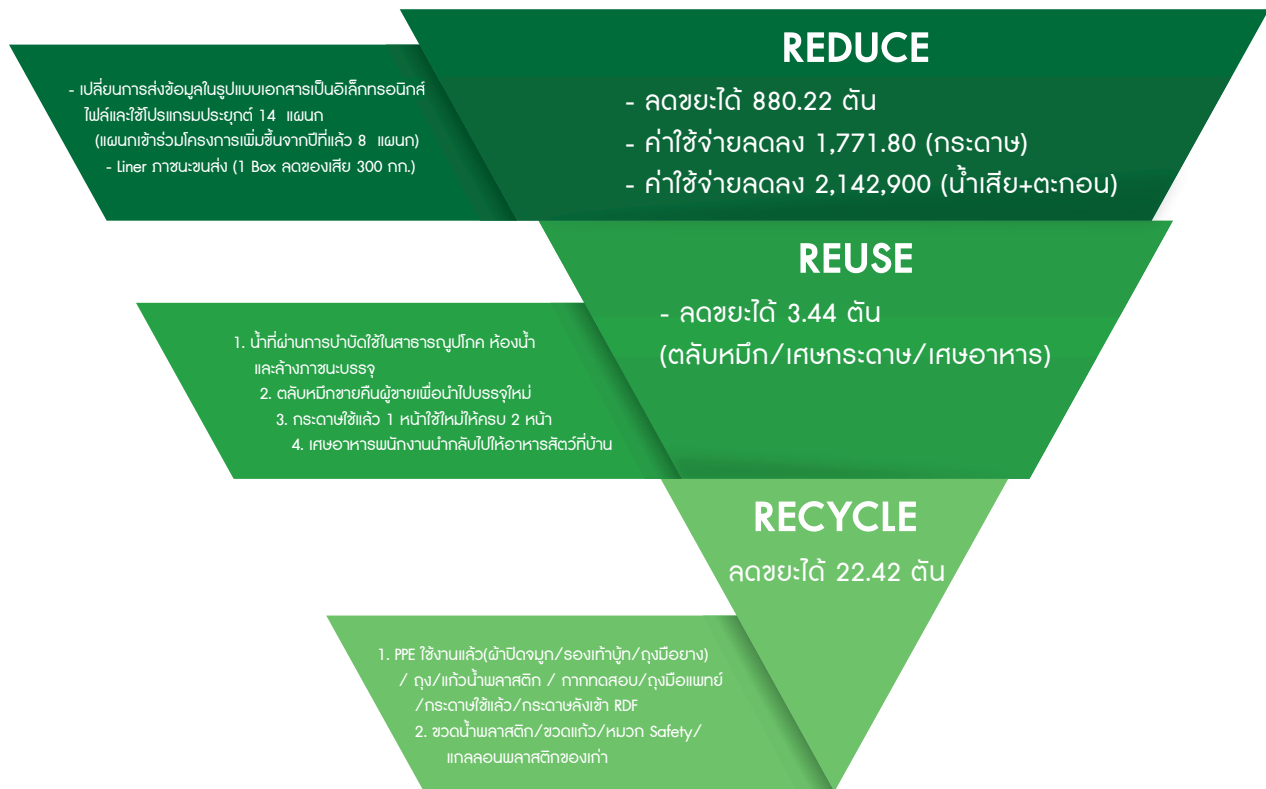 REDUCE
- ลดขยะได้ 880.22 ตัน
- ค่าใช้จ่ายลดลง 1,771.80 (กระดาษ)
- ค่าใช้จ่ายลดลง 2,142,900 (น้ำเสีย+ตะกอน)
- เปลี่ยนการส่งข้อมูลในรูปแบบเอกสารเป็นอิเล็กทรอนิกส์
ไฟล์และใช้โปรแกรมประยุกต์ 14 แผนก
(แผนกเข้าร่วมโครงการเพิ่มขึ้นจากปีที่แล้ว 8 แผนก)
- Liner ภาชนะขนส่ง (1 Box ลดของเสีย 300 กก.)
REUSE
- ลดขยะได้ 3.44 ตัน
(ตลับหมึก/เศษกระดาษ/เศษอาหาร)
1. น้ำที่ผ่านการบำบัดใช้ในสาธารณูปโภค ห้องน้ำ
และล้างภาชนะบรรจุ
2. ตลับหมึกขายคืนผู้ขายเพื่อนำไปบรรจุใหม่
3. กระดาษใช้แล้ว 1 หน้าใช้ใหม่ให้ครบ 2 หน้า
4. เศษอาหารพนักงานนำกลับไปให้อาหารสัตว์ที่บ้าน
RECYCLE
ลดขยะได้ 22.42 ตัน
1. PPE ใช้งานแล้ว(ผ้าปิดจมูก/รองเท้าบู้ท/ถุงมือยาง)
/ ถุง/แก้วน้ำพลาสติก / กากทดสอบ/ถุงมือแพทย์
/กระดาษใช้แล้ว/กระดาษลังเข้า RDF
2. ขวดน้ำพลาสติก/ขวดแก้ว/หมวก Safety/
แกลลอนพลาสติกของเก่า